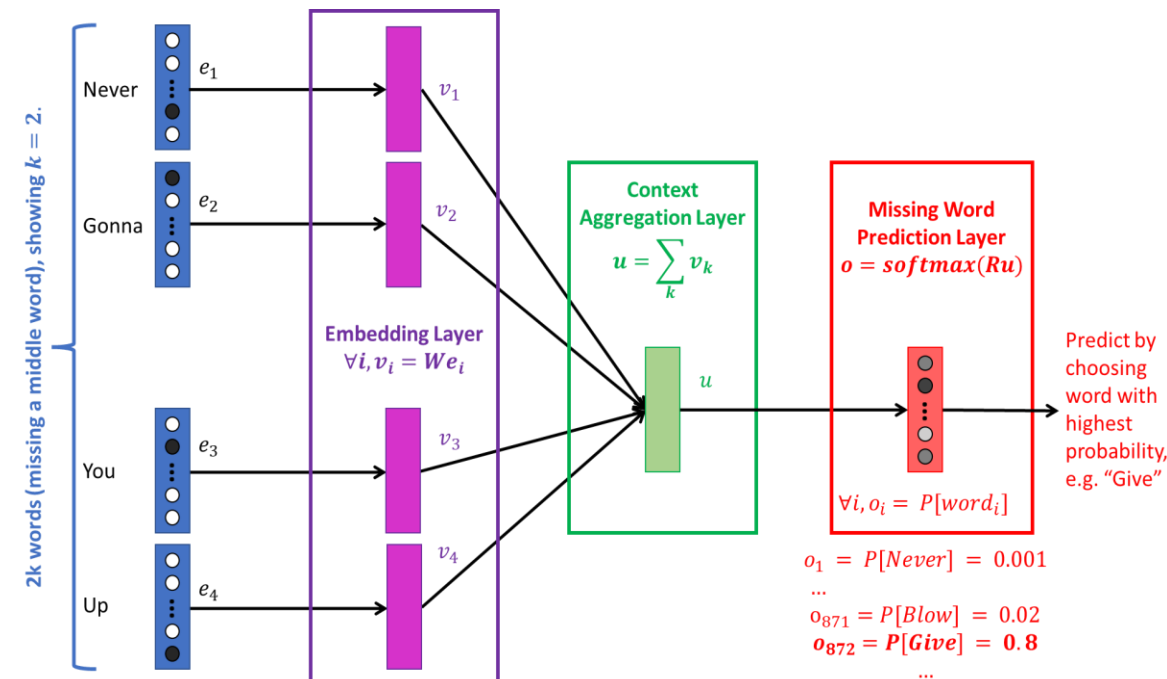 2k words (missing a middle word), showing k = 2.
Never
e₁
v₁
Gonna
e₂
v₂
Embedding Layer
∀i, vᵢ = Weᵢ
You
e₃
v₃
Up
e₄
v₄
Context
Aggregation Layer
u = ∑ₖ vₖ
u
Missing Word
Prediction Layer
o = softmax(Ru)
∀i, oᵢ = P[wordᵢ]
o₁ = P[Never] = 0.001
...
o₈₇₁ = P[Blow] = 0.02
o₈₇₂ = P[Give] = 0.8
...
Predict by
choosing
word with
highest
probability,
e.g. “Give”